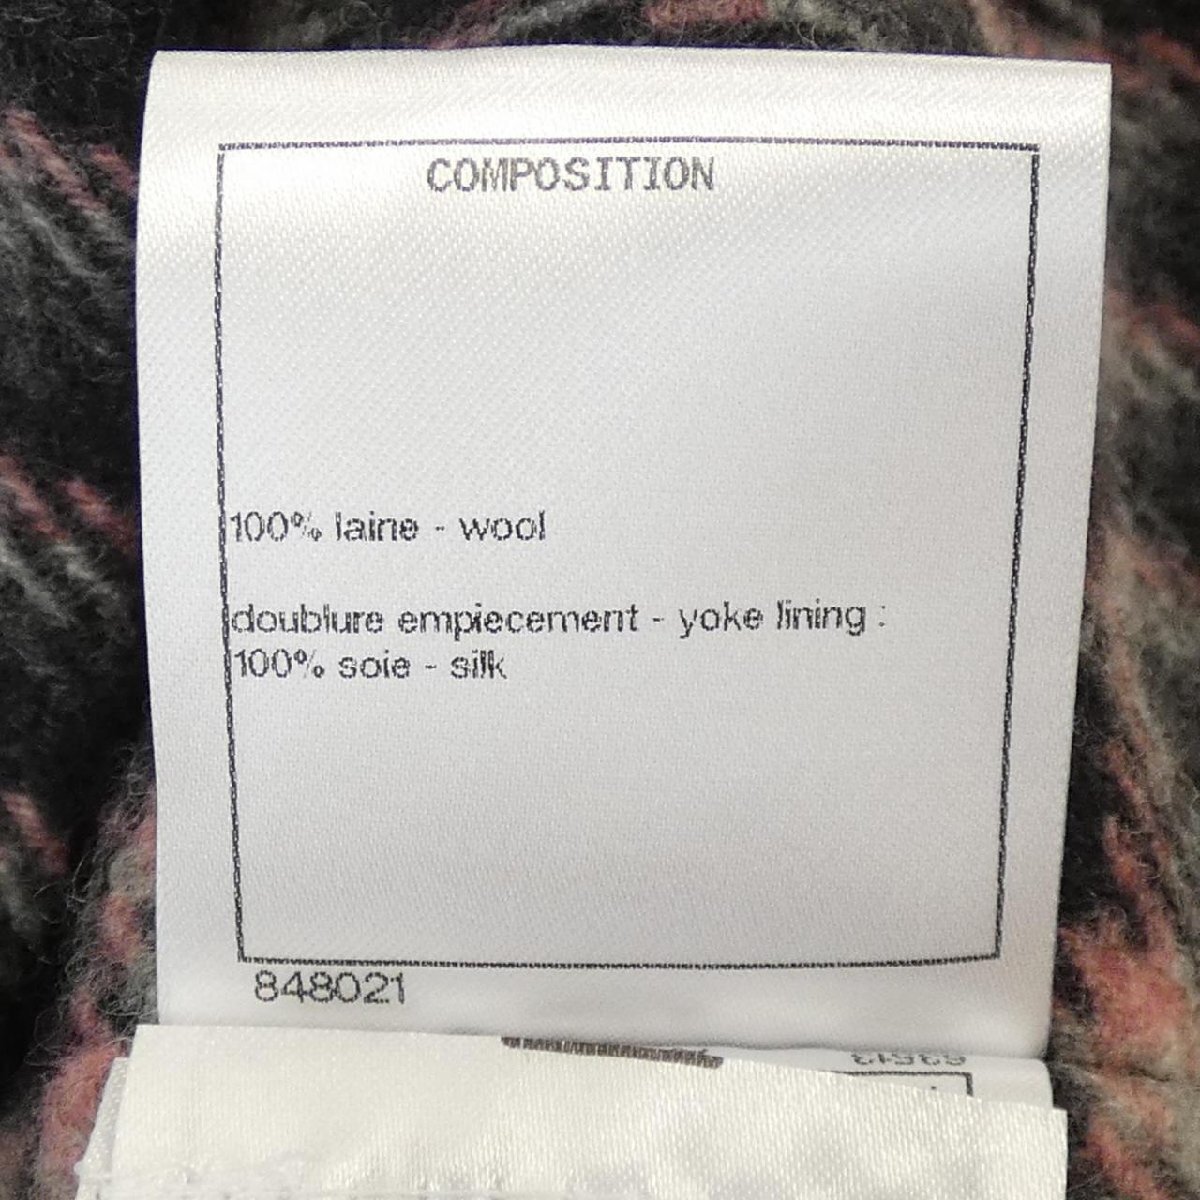 COMPOSITION
100% laine - wool
doublure empiecement - yoke lining :
100% soie - silk
848021